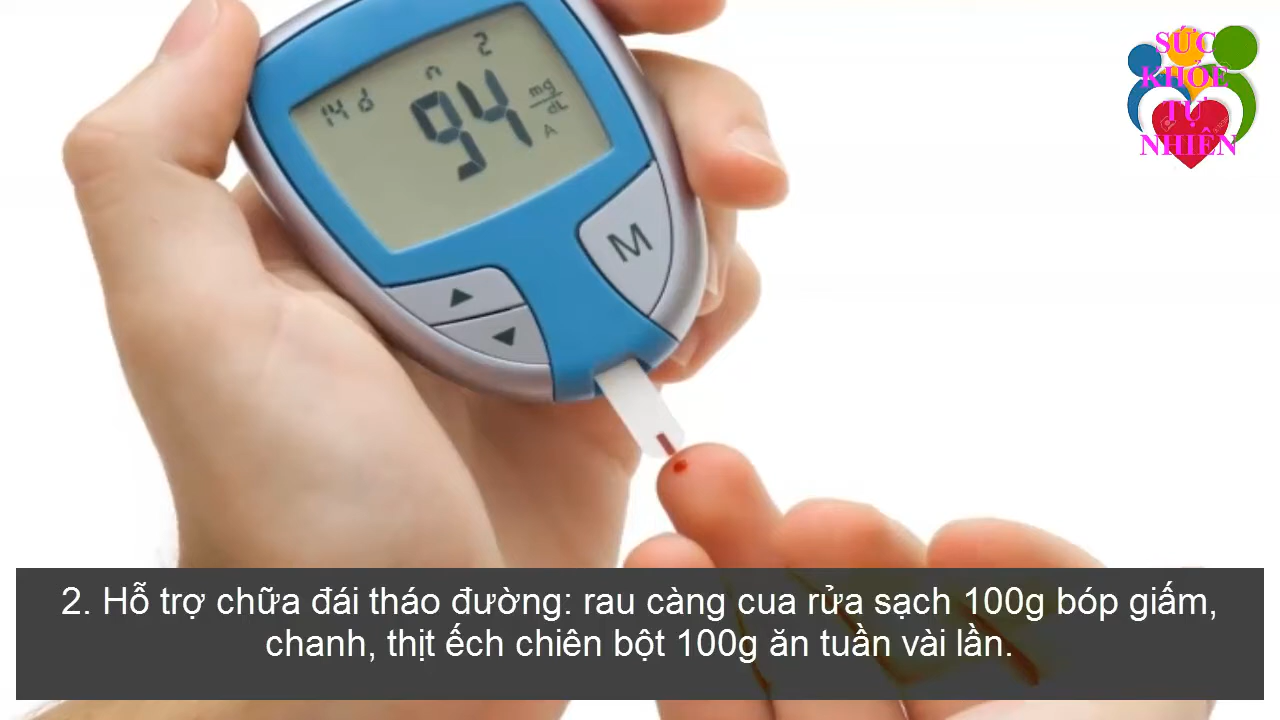 SỨC
KHỎE
TỰ
NHIÊN
2
n
14 d
94
mg
dL
A
M
2. Hỗ trợ chữa đái tháo đường: rau càng cua rửa sạch 100g bóp giấm,
chanh, thịt ếch chiên bột 100g ăn tuần vài lần.